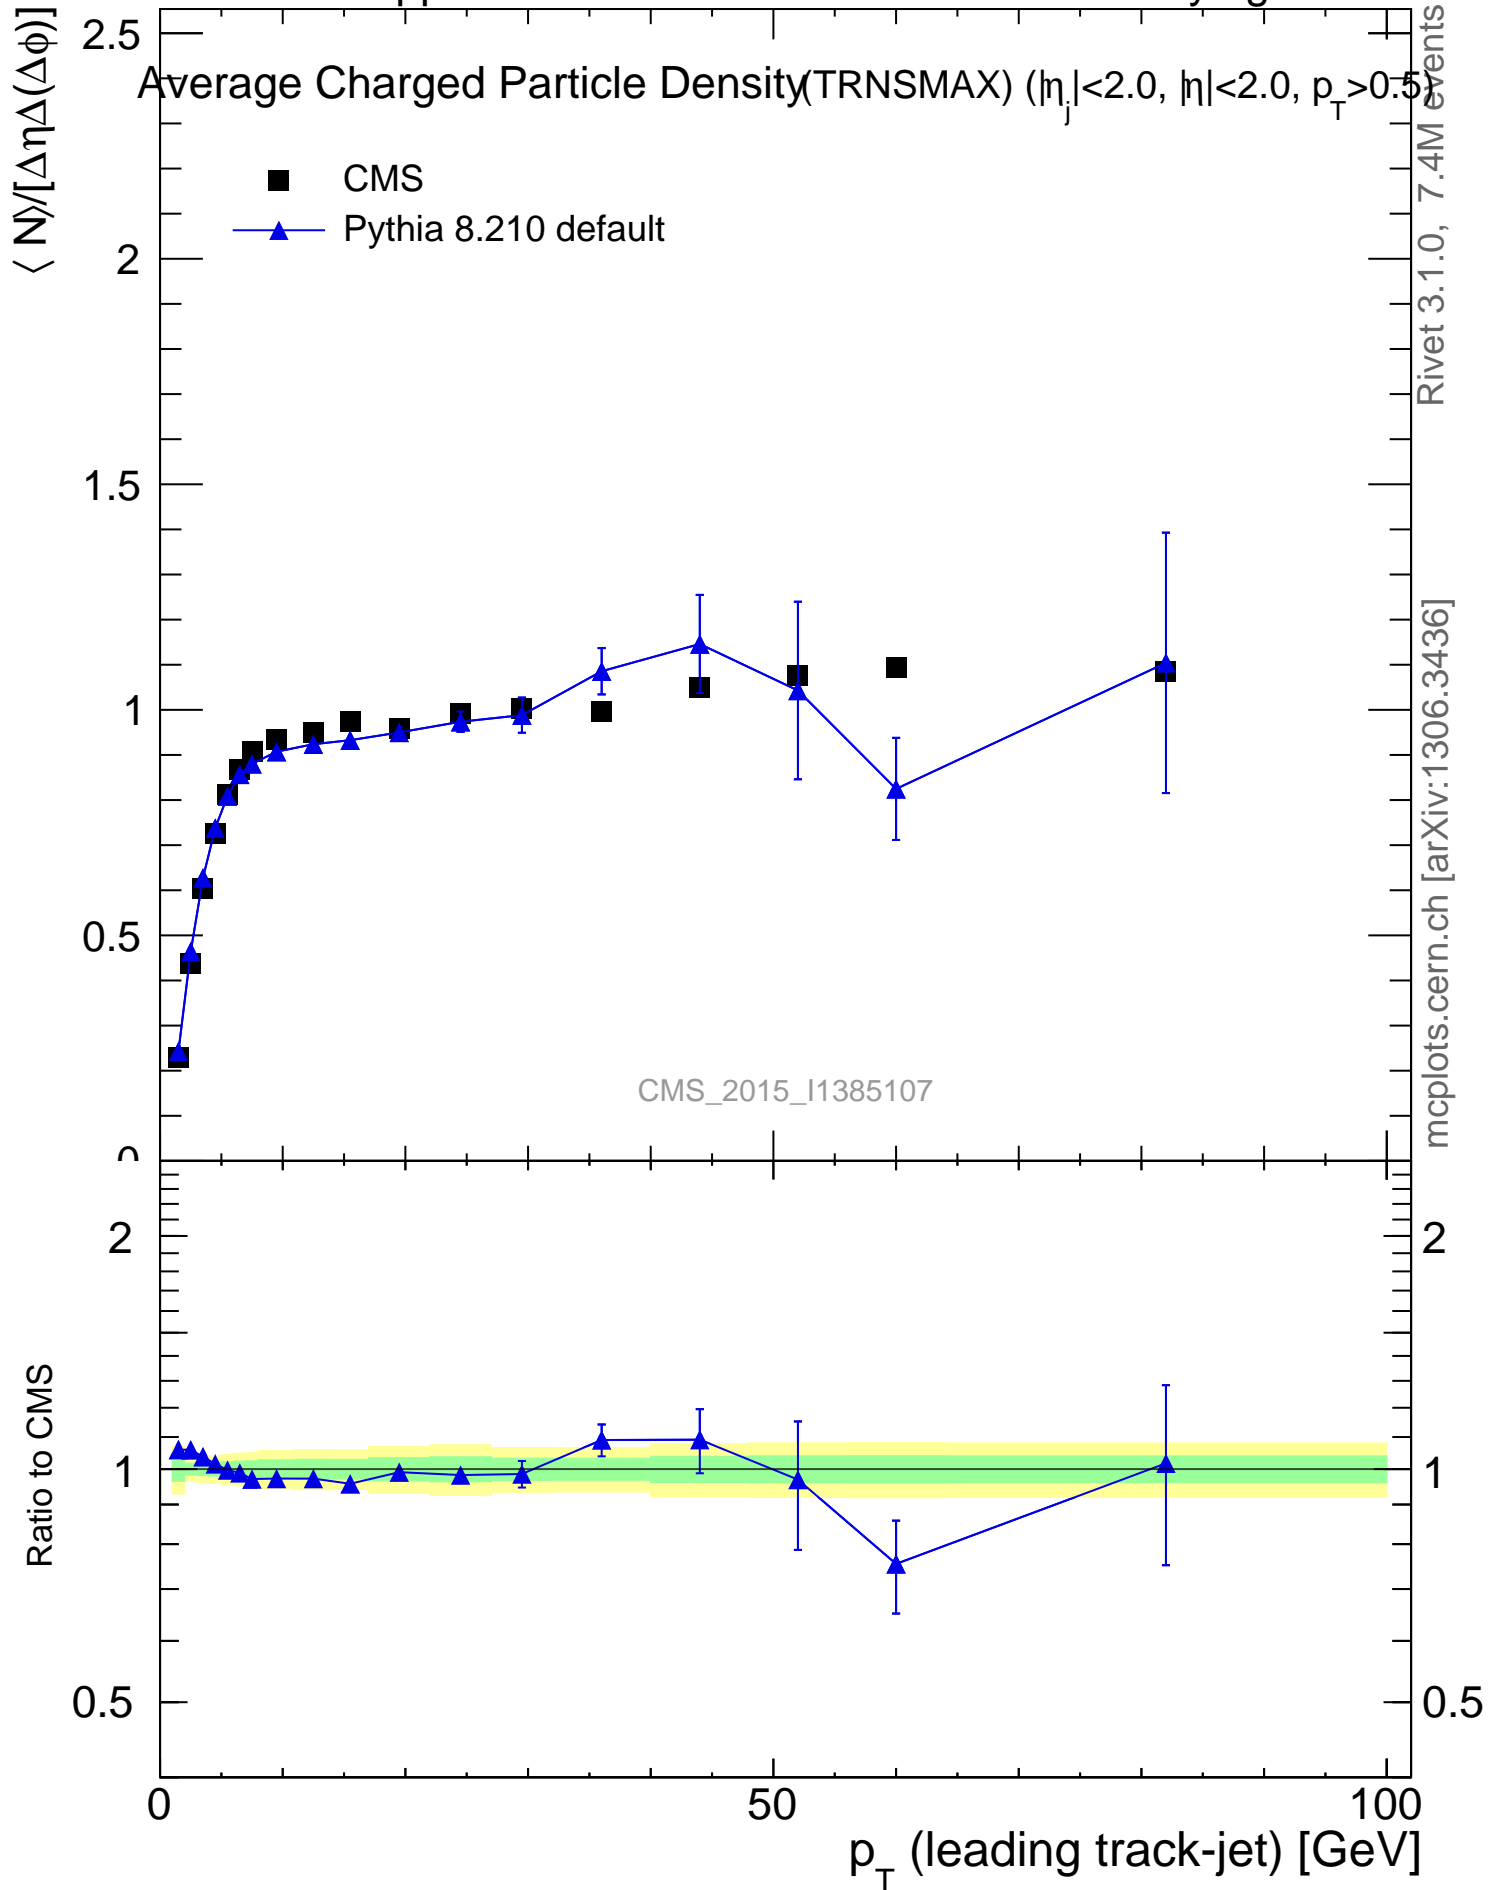 Average Charged Particle Density (TRNSMAX) (|η_j|<2.0, |η|<2.0, p_T>0.5)
⟨ N⟩/[ΔηΔ(Δϕ)]
CMS
Pythia 8.210 default
2.5
2
1.5
1
0.5
0
CMS_2015_I1385107
Rivet 3.1.0, 7.4M events
mcplots.cern.ch [arXiv:1306.3436]
Ratio to CMS
2
1
0.5
2
1
0.5
0
50
100
p_T (leading track-jet) [GeV]